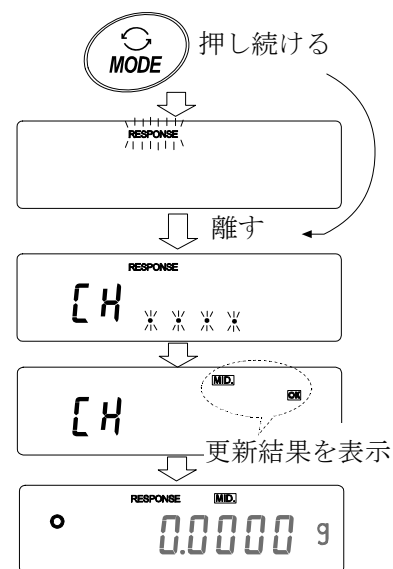 MODE
押し続ける
RESPONSE
離す
RESPONSE
CH
MID.
OK
CH
更新結果を表示
RESPONSE MID.
0.0000 g